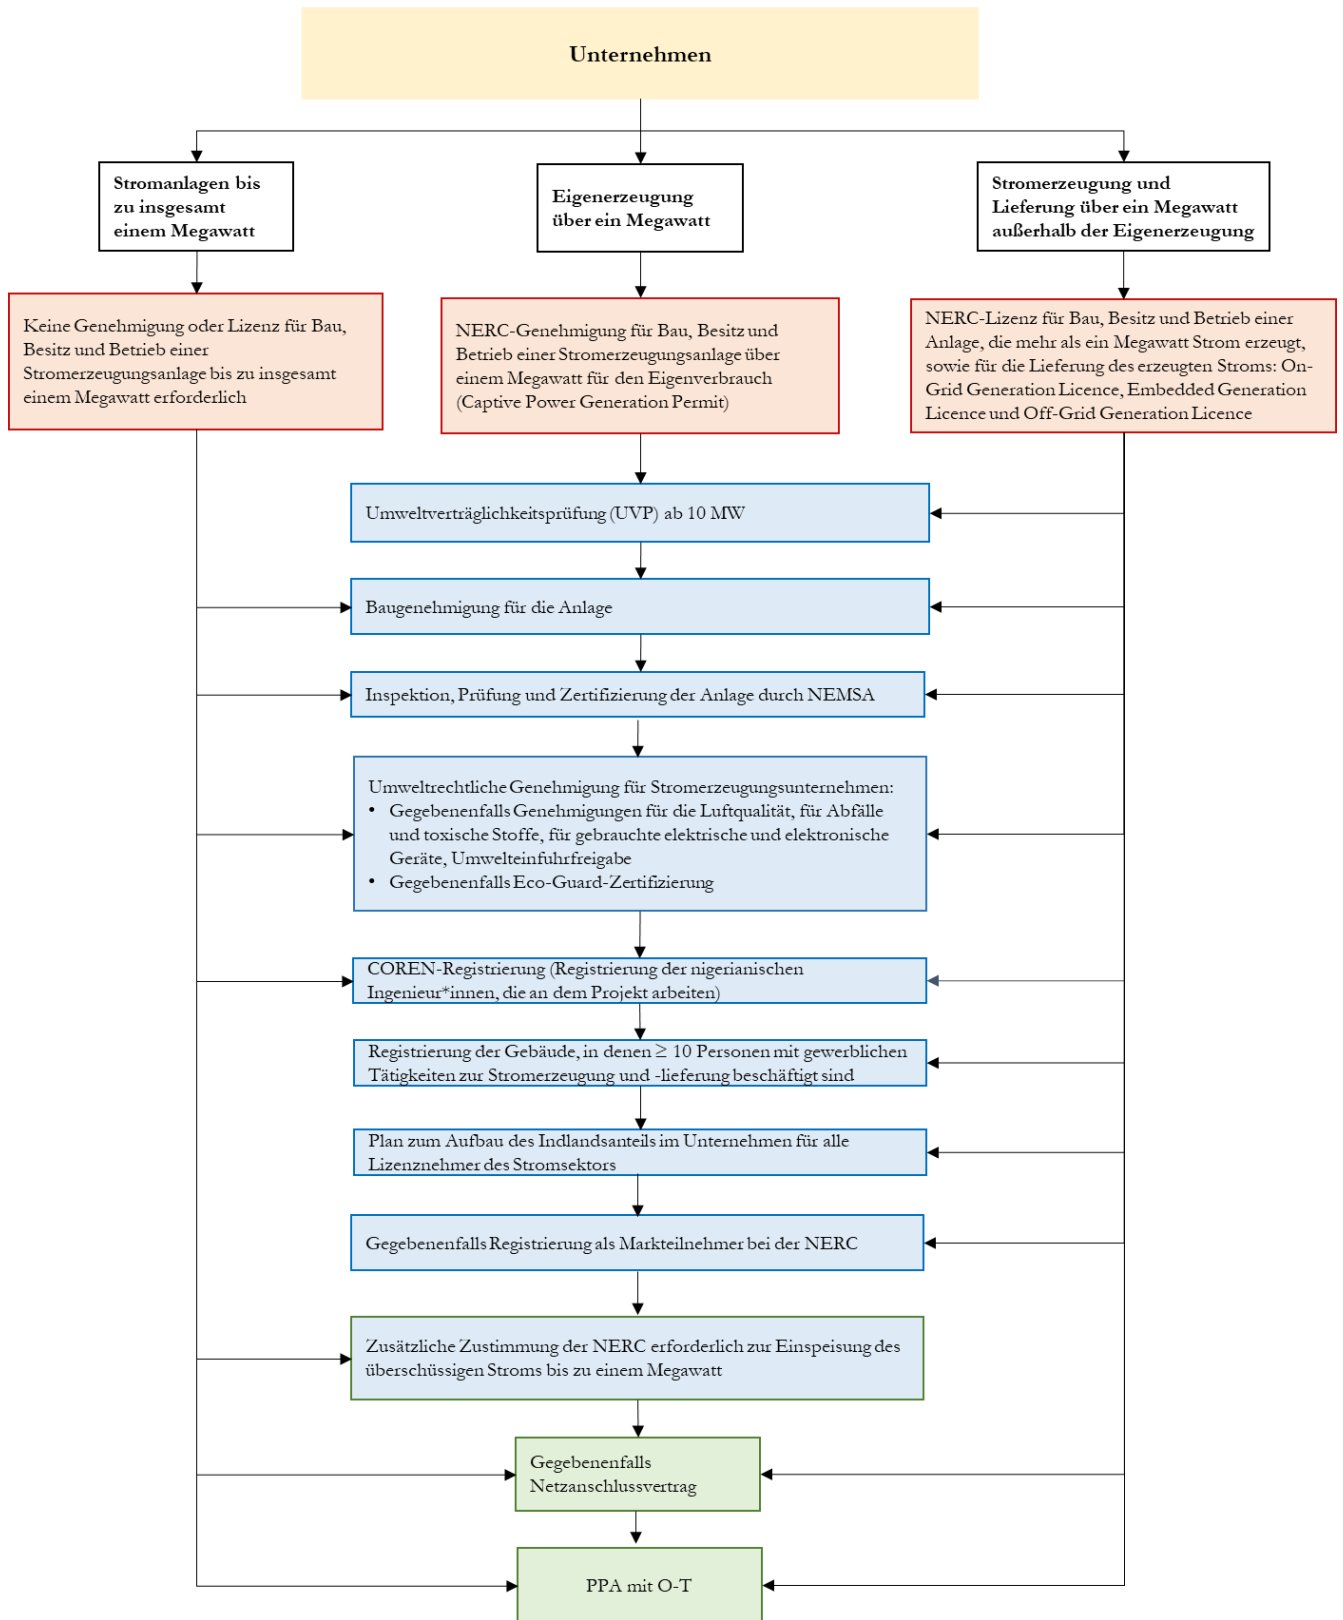 Unternehmen
Stromanlagen bis
zu insgesamt
einem Megawatt
Eigenerzeugung
über ein Megawatt
Stromerzeugung und
Lieferung über ein Megawatt
außerhalb der Eigenerzeugung
Keine Genehmigung oder Lizenz für Bau,
Besitz und Betrieb einer
Stromerzeugungsanlage bis zu insgesamt
einem Megawatt erforderlich
NERC-Genehmigung für Bau, Besitz und
Betrieb einer Stromerzeugungsanlage über
einem Megawatt für den Eigenverbrauch
(Captive Power Generation Permit)
NERC-Lizenz für Bau, Besitz und Betrieb einer
Anlage, die mehr als ein Megawatt Strom erzeugt,
sowie für die Lieferung des erzeugten Stroms: On-
Grid Generation Licence, Embedded Generation
Licence und Off-Grid Generation Licence
Umweltverträglichkeitsprüfung (UVP) ab 10 MW
Baugenehmigung für die Anlage
Inspektion, Prüfung und Zertifizierung der Anlage durch NEMSA
Umweltrechtliche Genehmigung für Stromerzeugungsunternehmen:
• Gegebenenfalls Genehmigungen für die Luftqualität, für Abfälle
und toxische Stoffe, für gebrauchte elektrische und elektronische
Geräte, Umwelteinfuhrfreigabe
• Gegebenenfalls Eco-Guard-Zertifizierung
COREN-Registrierung (Registrierung der nigerianischen
Ingenieur*innen, die an dem Projekt arbeiten)
Registrierung der Gebäude, in denen ≥ 10 Personen mit gewerblichen
Tätigkeiten zur Stromerzeugung und -lieferung beschäftigt sind
Plan zum Aufbau des Indlandsanteils im Unternehmen für alle
Lizenznehmer des Stromsektors
Gegebenenfalls Registrierung als Markteilnehmer bei der NERC
Zusätzliche Zustimmung der NERC erforderlich zur Einspeisung des
überschüssigen Stroms bis zu einem Megawatt
Gegebenenfalls
Netzanschlussvertrag
PPA mit O-T